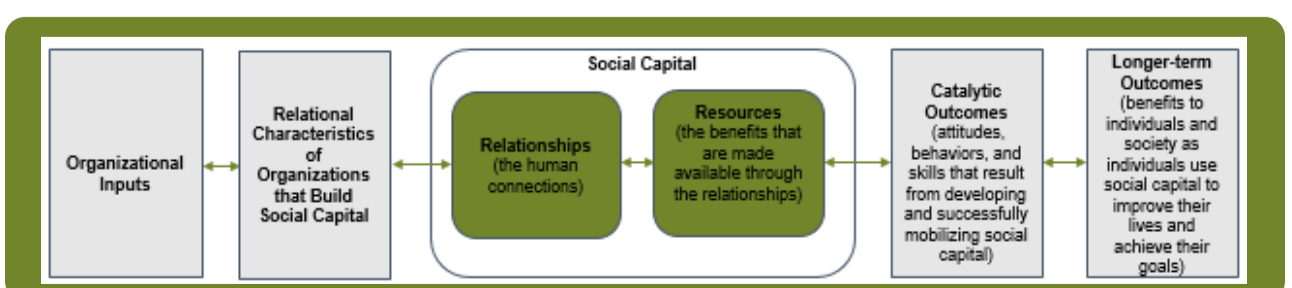 Organizational
Inputs
Relational
Characteristics
of
Organizations
that Build
Social Capital
Social Capital
Relationships
(the human
connections)
Resources
(the benefits that
are made
available through
the relationships)
Catalytic
Outcomes
(attitudes,
behaviors, and
skills that result
from developing
and successfully
mobilizing social
capital)
Longer-term
Outcomes
(benefits to
individuals and
society as
individuals use
social capital to
improve their
lives and
achieve their
goals)